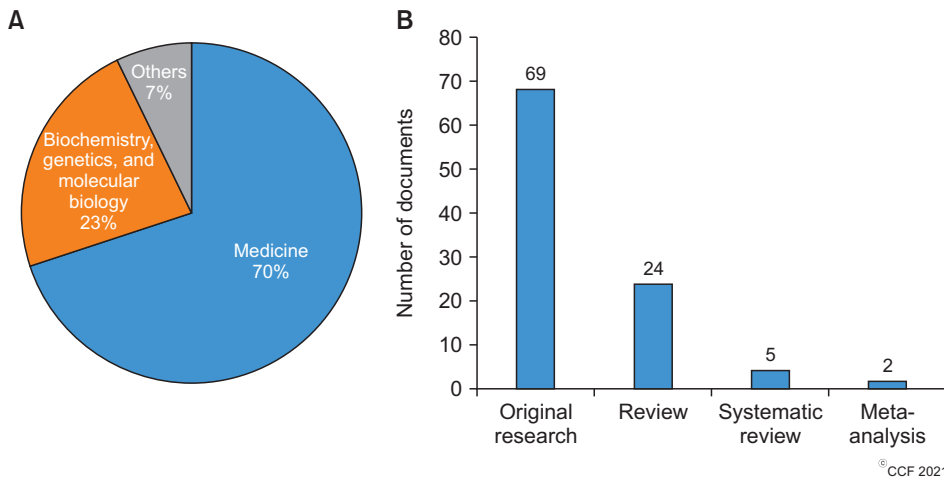 A
Others
7%
Biochemistry,
genetics, and
molecular
biology
23%
Medicine
70%
B
Number of documents
80
70
60
50
40
30
20
10
0
69
24
5
2
Original
research
Review
Systematic
review
Meta-
analysis
©CCF 2021